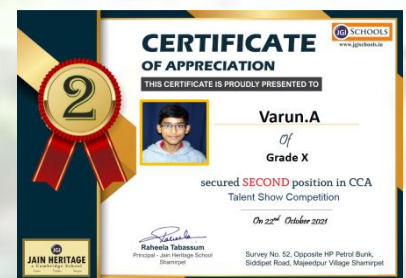 JGI SCHOOLS
www.jgischools.in
CERTIFICATE
OF APPRECIATION
THIS CERTIFICATE IS PROUDLY PRESENTED TO
2
Varun.A
Of
Grade X
secured SECOND position in CCA
Talent Show Competition
On 22nd October 2021
Raheela Tabassum
Principal - Jain Heritage School
Shamirpet
Survey No. 52, Opposite HP Petrol Bunk,
Siddipet Road, Majeedpur Village Shamirpet
JGI
JAIN HERITAGE
a Cambridge School